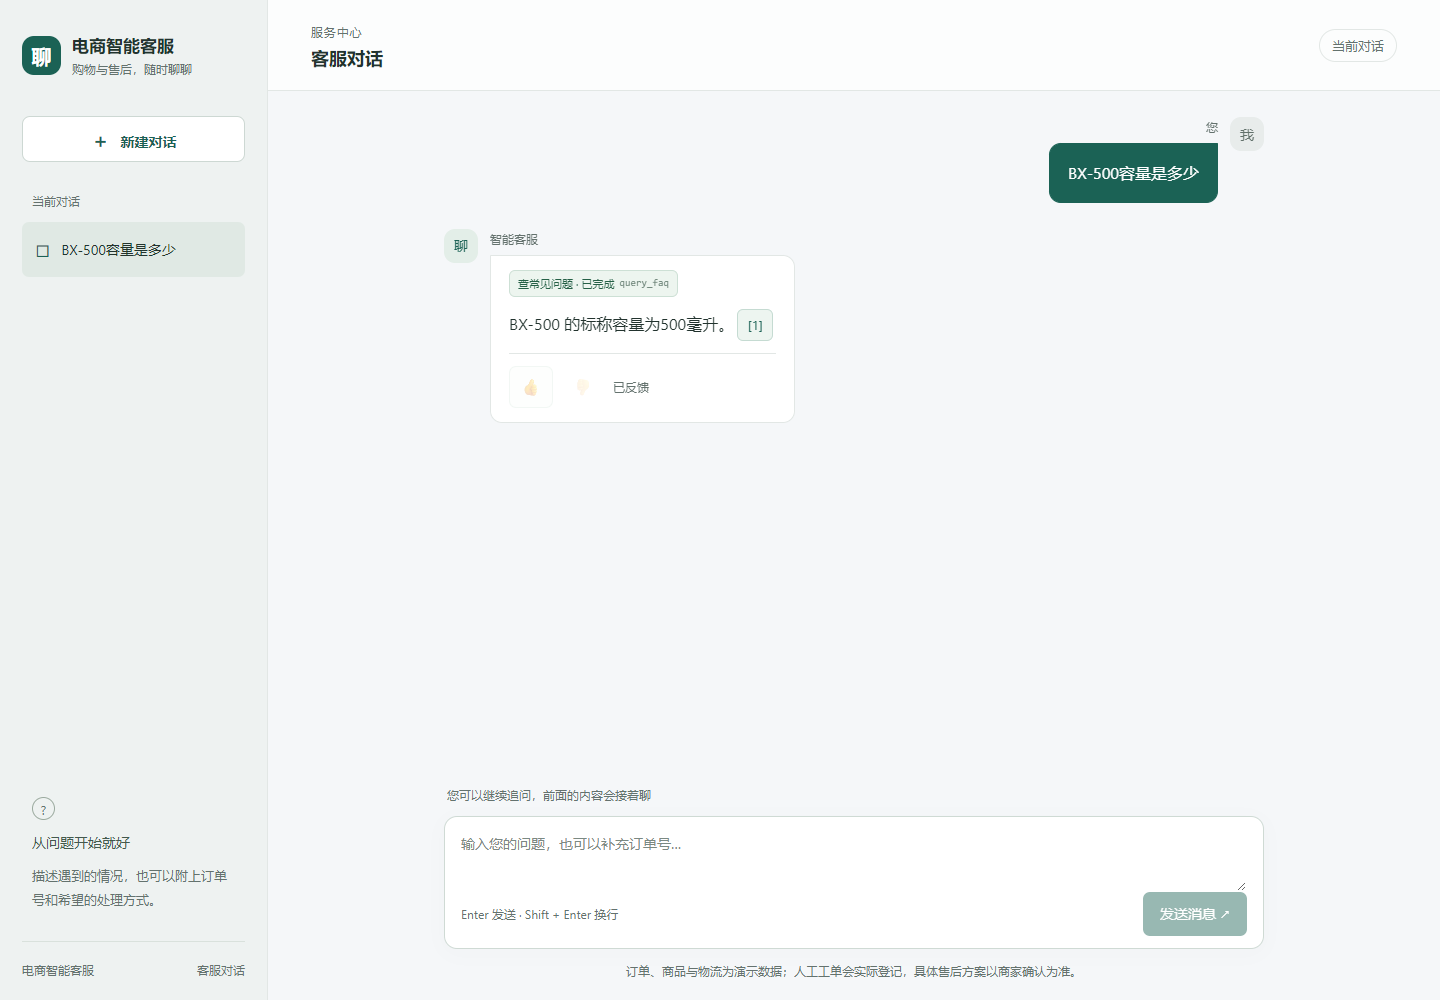 聊
电商智能客服
购物与售后，随时聊聊
+ 新建对话
当前对话
BX-500容量是多少
?
从问题开始就好
描述遇到的情况，也可以附上订单
号和希望的处理方式。
电商智能客服
客服对话
服务中心
客服对话
当前对话
您
我
BX-500容量是多少
聊
智能客服
查常见问题 · 已完成 query_faq
BX-500 的标称容量为500毫升。 [1]
已反馈
您可以继续追问，前面的内容会接着聊
输入您的问题，也可以补充订单号...
Enter 发送 · Shift + Enter 换行
发送消息 ↗
订单、商品与物流为演示数据；人工工单会实际登记，具体售后方案以商家确认为准。